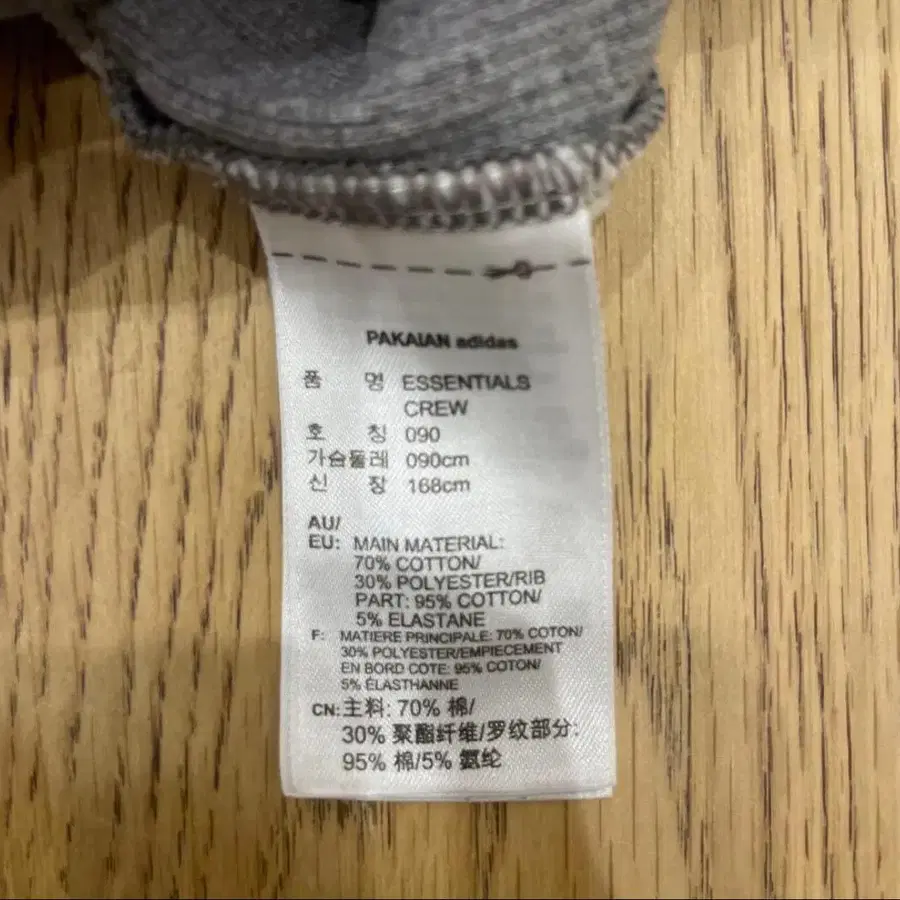 PAKAIAN adidas
품 명 ESSENTIALS
CREW
호 칭 090
가슴둘레 090cm
신 장 168cm
AU/
EU: MAIN MATERIAL:
70% COTTON/
30% POLYESTER/RIB
PART: 95% COTTON/
5% ELASTANE
F: MATIERE PRINCIPALE: 70% COTON/
30% POLYESTER/EMPIECEMENT
EN BORD COTE: 95% COTON/
5% ÉLASTHANNE
CN: 主料: 70% 棉/
30% 聚酯纤维/罗纹部分:
95% 棉/5% 氨纶